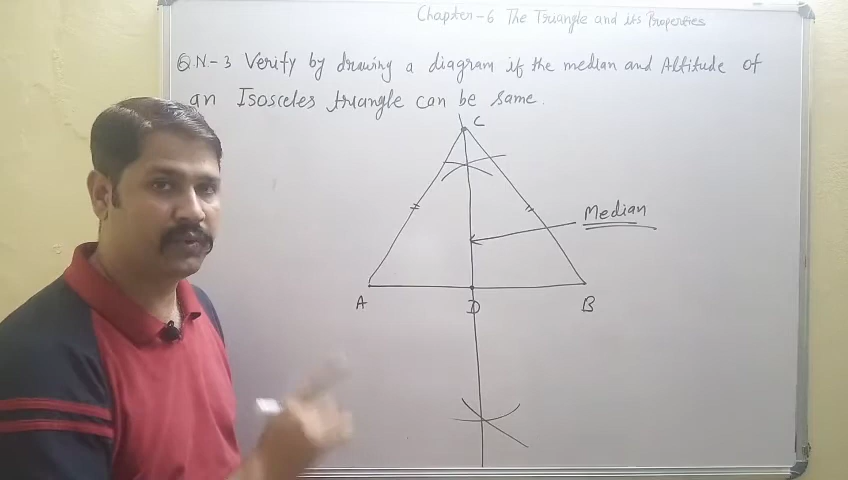 Chapter-6 The Triangle and its Properties
QN-3 Verify by drawing a diagram if the median and Altitude of
an Isosceles triangle can be same.
C
Median
A
D
B